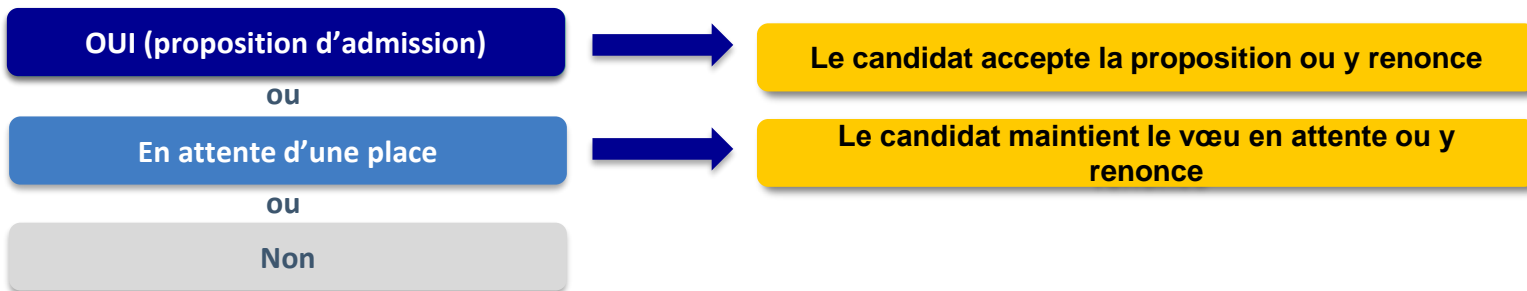 OUI (proposition d’admission)
Le candidat accepte la proposition ou y renonce
ou
En attente d’une place
Le candidat maintient le vœu en attente ou y
renonce
ou
Non